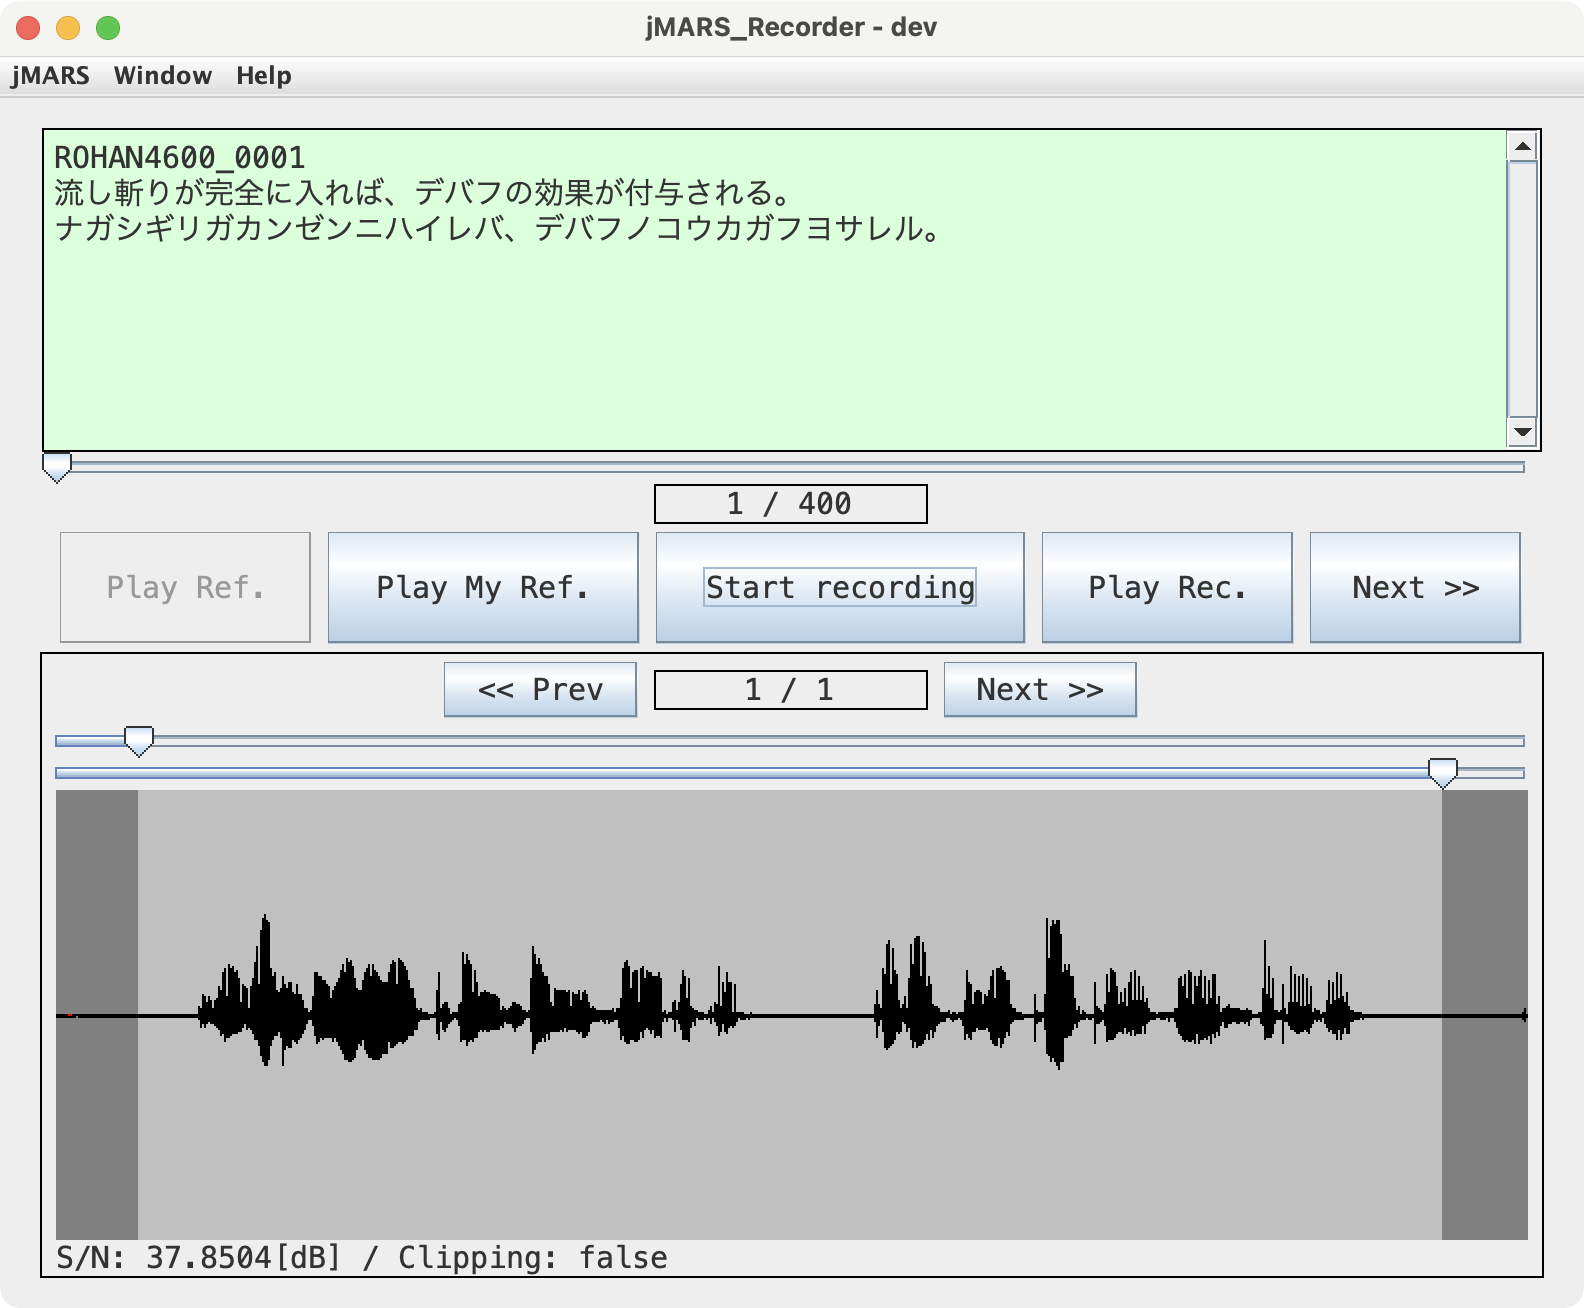 jMARS_Recorder - dev
jMARS Window Help
ROHAN4600_0001
流し斬りが完全に入れば、デバフの効果が付与される。
ナガシギリガカンゼンニハイレバ、デバフノコウカガフヨサレル。
1 / 400
Play Ref. Play My Ref. Start recording Play Rec. Next >>
<< Prev 1 / 1 Next >>
S/N: 37.8504[dB] / Clipping: false